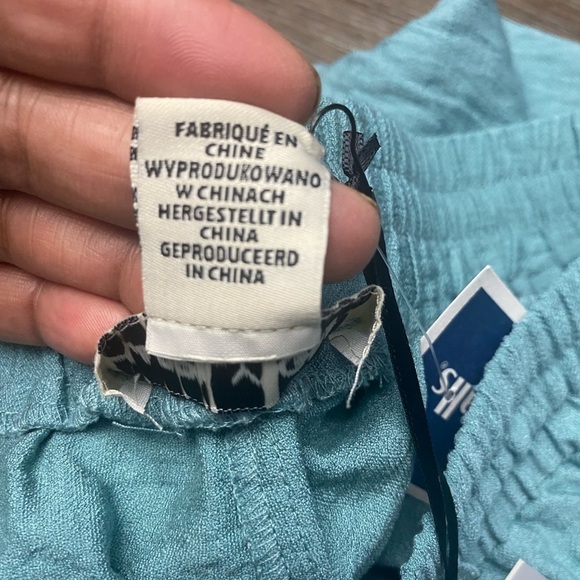 FABRIQUÉ EN
CHINE
WYPRODUKOWANO
W CHINACH
HERGESTELLT IN
CHINA
GEPRODUCEERD
IN CHINA